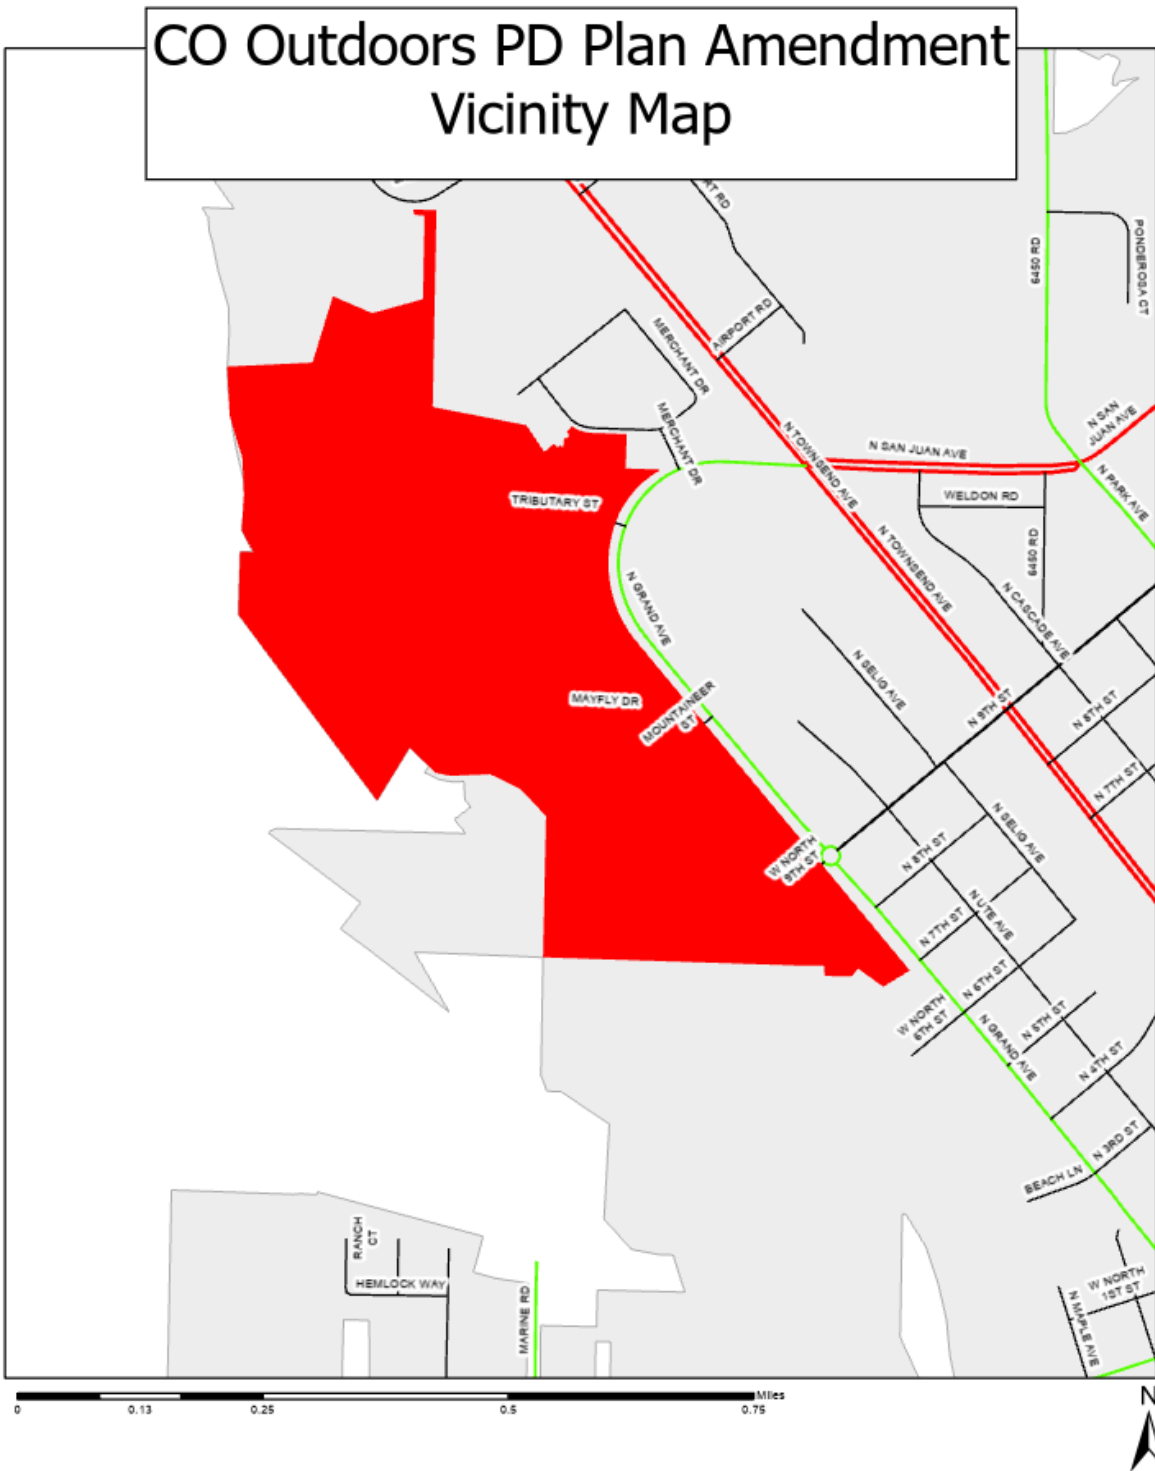 CO Outdoors PD Plan Amendment
Vicinity Map
RT RD
6450 RD
PONDEROSA CT
AIRPORT RD
MERCHANT DR
MERCHANT DR
N SAN
JUAN AVE
N TOWNSEND AVE
N SAN JUAN AVE
N PARK AVE
WELDON RD
TRIBUTARY ST
N TOWNSEND AVE
6450 RD
N GRAND AVE
N CASCADE AVE
N SELIG AVE
MAYFLY DR
MOUNTAINEER
ST
N 9TH ST
N 8TH ST
N 7TH ST
N SELIG AVE
W NORTH
9TH ST
N 8TH ST
N UTE AVE
N 7TH ST
N 6TH ST
W NORTH
6TH ST
N GRAND AVE
N 5TH ST
N 4TH ST
N 3RD ST
BEACH LN
RANCH
CT
HEMLOCK WAY
MARINE RD
W NORTH
1ST ST
N MAPLE AVE
Miles
0
0.13
0.25
0.5
0.75
N